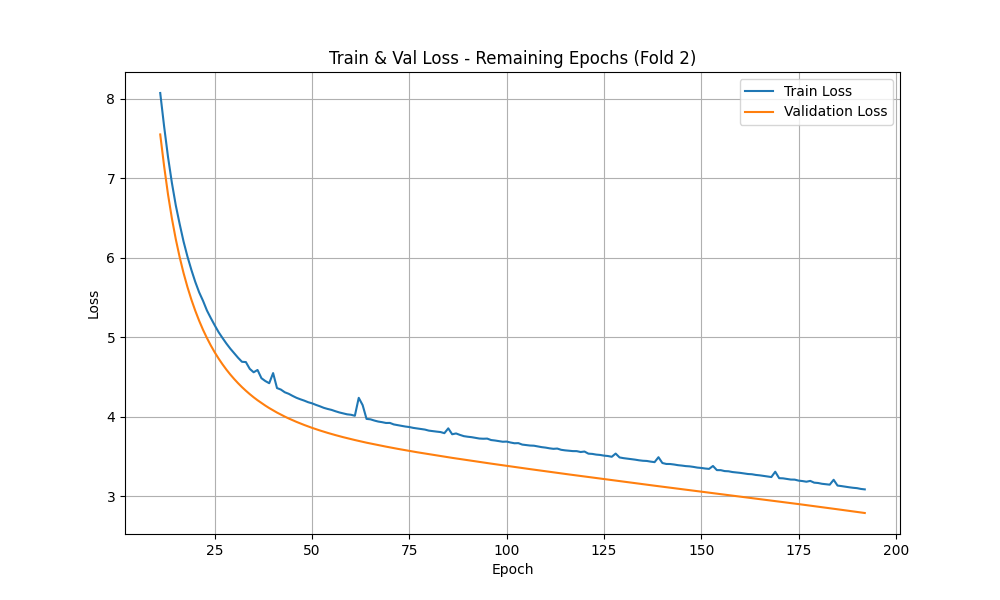 Train & Val Loss - Remaining Epochs (Fold 2)
Train Loss
Validation Loss
Loss
8
7
6
5
4
3
25 50 75 100 125 150 175 200
Epoch